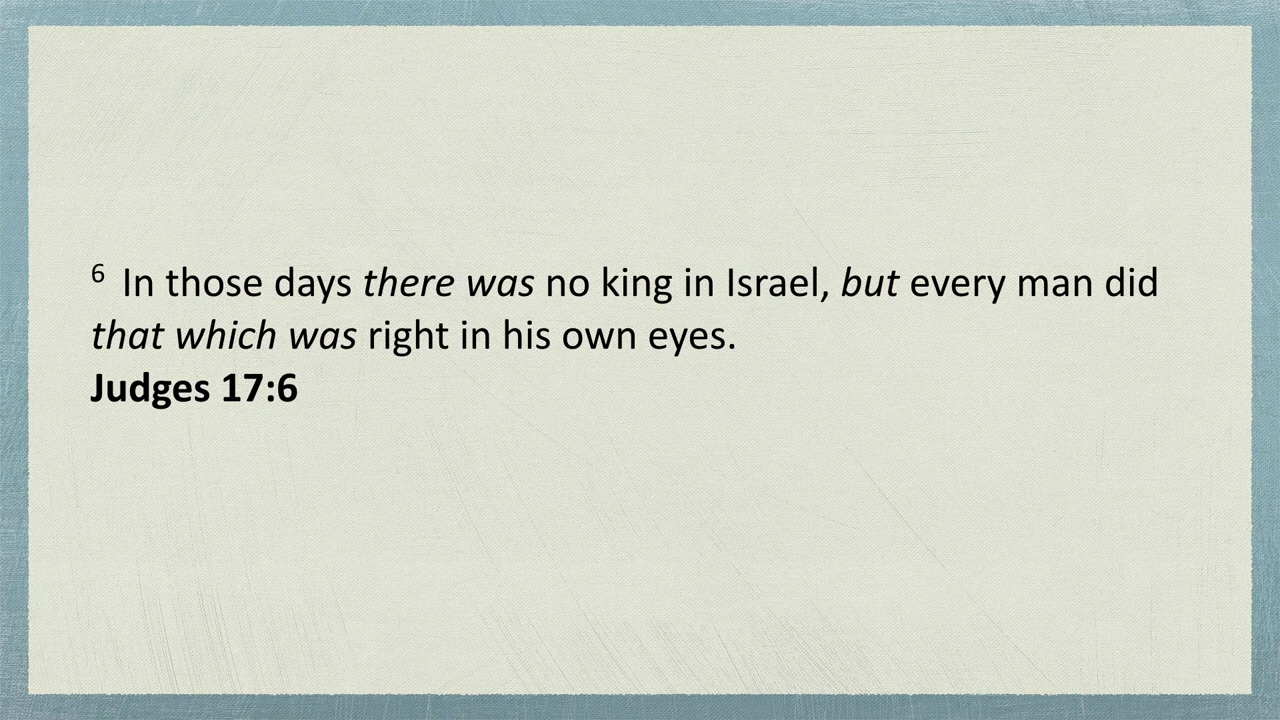 6 In those days there was no king in Israel, but every man did
that which was right in his own eyes.
Judges 17:6